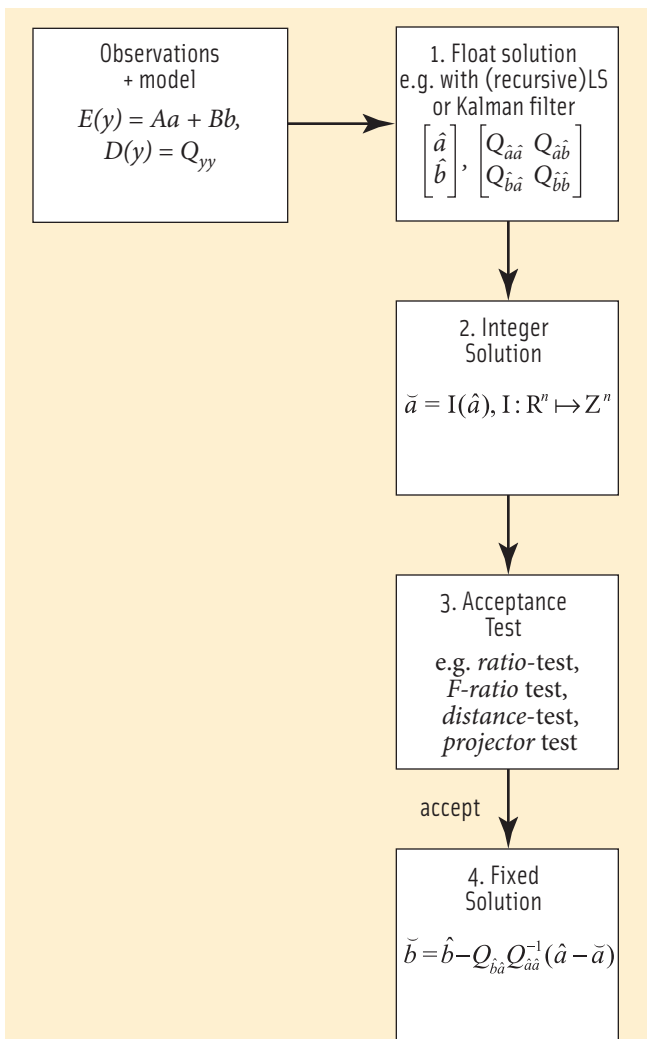 Observations
+ model
E(y) = Aa + Bb,
D(y) = Q_yy
1. Float solution
e.g. with (recursive)LS
or Kalman filter
[â b̂], [Q_ââ Q_âb̂ Q_b̂â Q_b̂b̂]
2. Integer
Solution
ă = I(â), I : Rⁿ ↦ Zⁿ
3. Acceptance
Test
e.g. ratio-test,
F-ratio test,
distance-test,
projector test
accept
4. Fixed
Solution
b̆ = b̂−Q_b̂â Q_ââ⁻¹(â − ă)